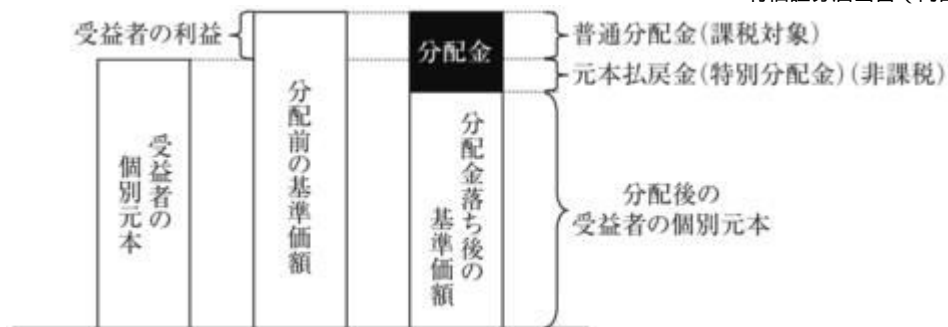 受益者の利益
分配金
普通分配金(課税対象)
元本払戻金(特別分配金)(非課税)
受益者の
個別元本
分配前の基準価額
分配金落ち後の
基準価額
分配後の
受益者の個別元本